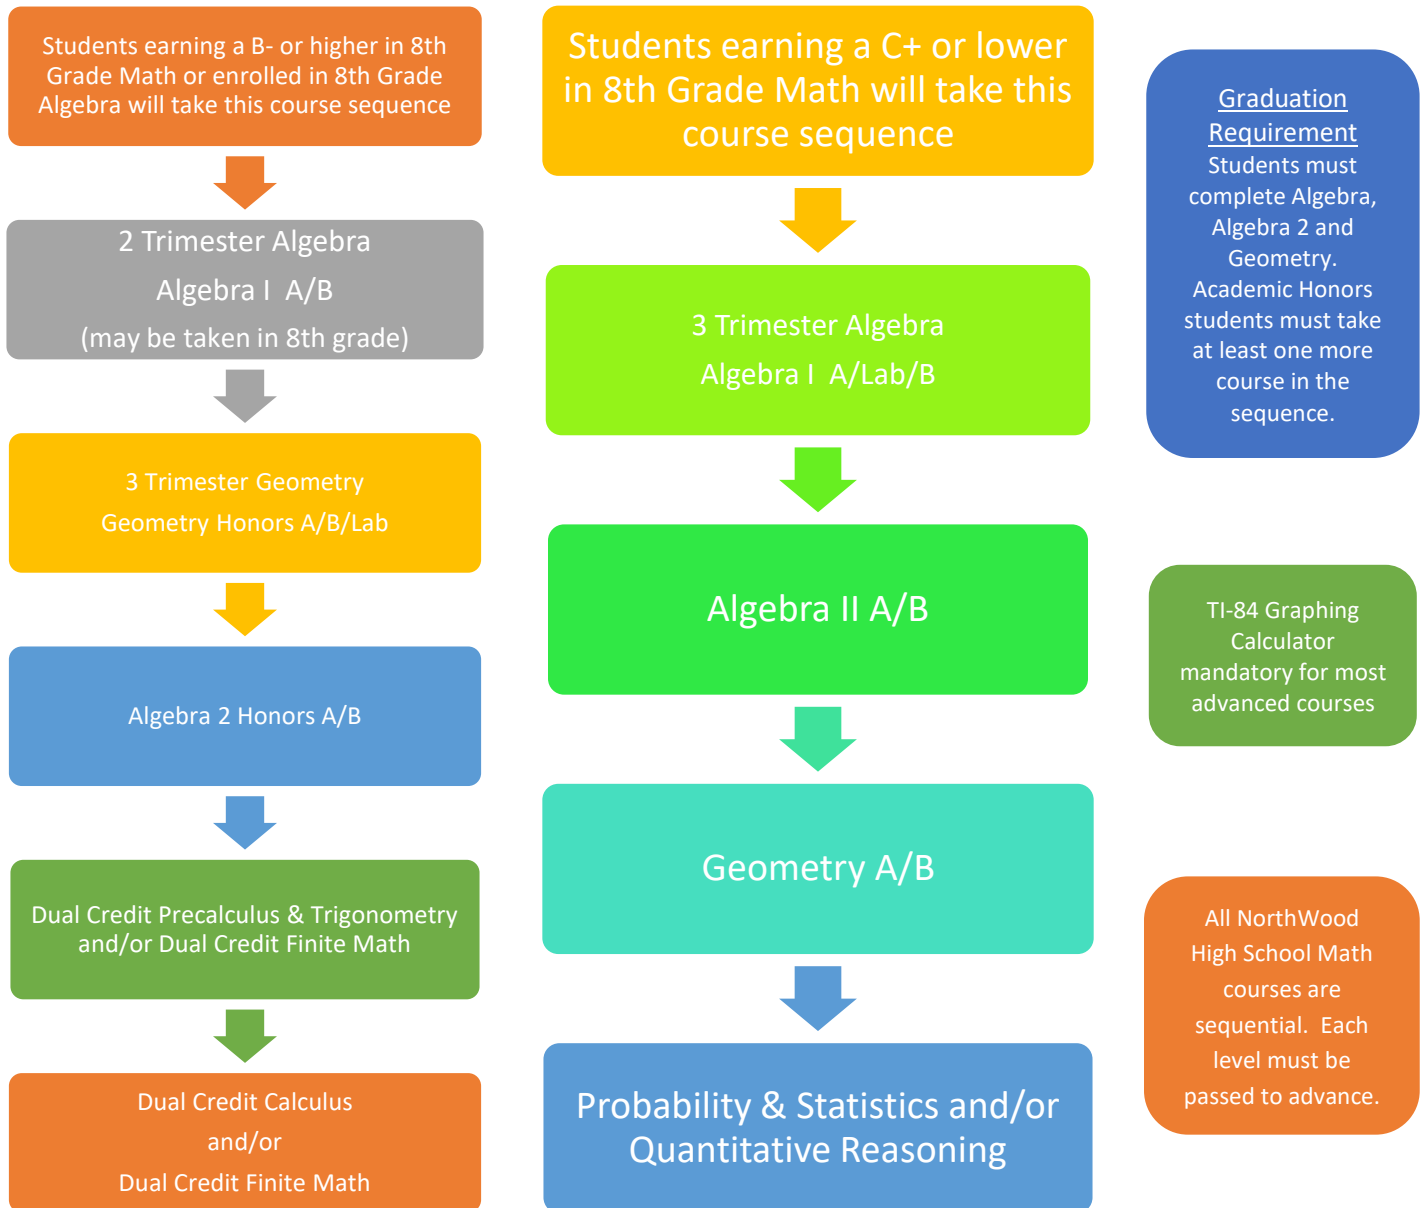 Students earning a B- or higher in 8th
Grade Math or enrolled in 8th Grade
Algebra will take this course sequence
2 Trimester Algebra
Algebra I  A/B
(may be taken in 8th grade)
3 Trimester Geometry
Geometry Honors A/B/Lab
Algebra 2 Honors A/B
Dual Credit Precalculus & Trigonometry
and/or Dual Credit Finite Math
Dual Credit Calculus
and/or
Dual Credit Finite Math
Students earning a C+ or lower
in 8th Grade Math will take this
course sequence
3 Trimester Algebra
Algebra I  A/Lab/B
Algebra II A/B
Geometry A/B
Probability & Statistics and/or
Quantitative Reasoning
Graduation
Requirement
Students must
complete Algebra,
Algebra 2 and
Geometry.
Academic Honors
students must take
at least one more
course in the
sequence.
TI-84 Graphing
Calculator
mandatory for most
advanced courses
All NorthWood
High School Math
courses are
sequential.  Each
level must be
passed to advance.